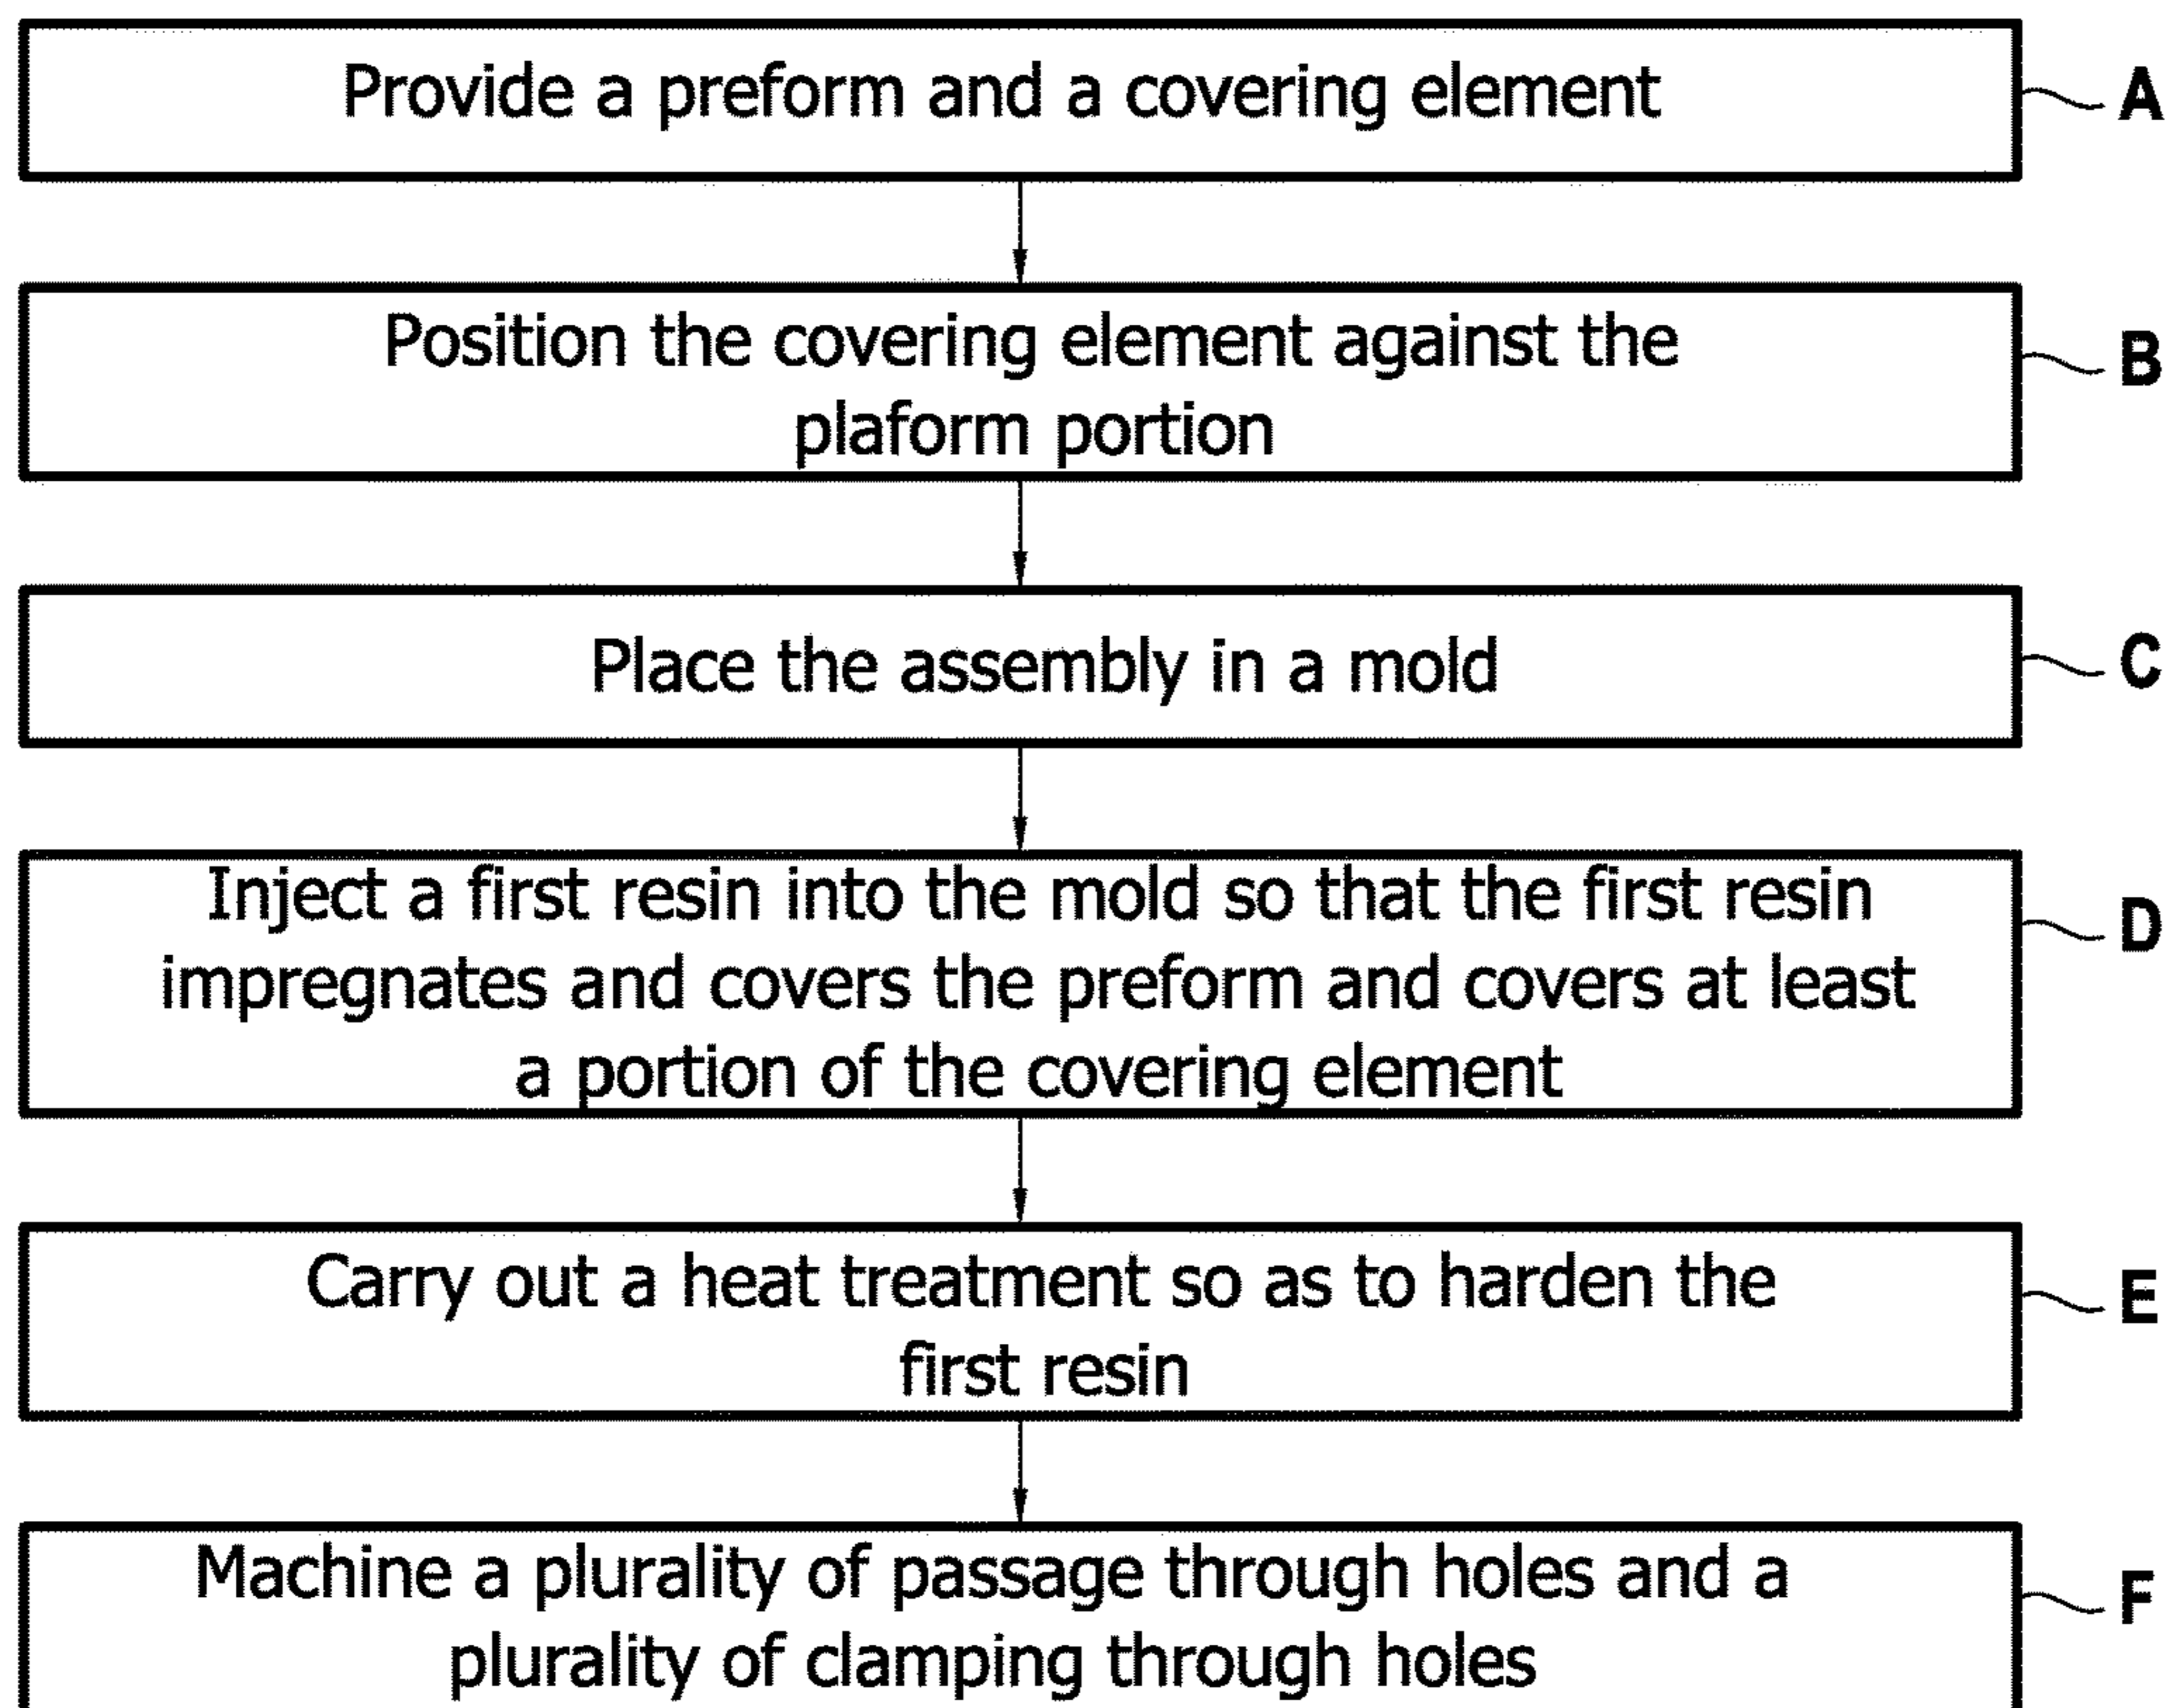 Provide a preform and a covering element
A
Position the covering element against the
plaform portion
B
Place the assembly in a mold
C
Inject a first resin into the mold so that the first resin
impregnates and covers the preform and covers at least
a portion of the covering element
D
Carry out a heat treatment so as to harden the
first resin
E
Machine a plurality of passage through holes and a
plurality of clamping through holes
F